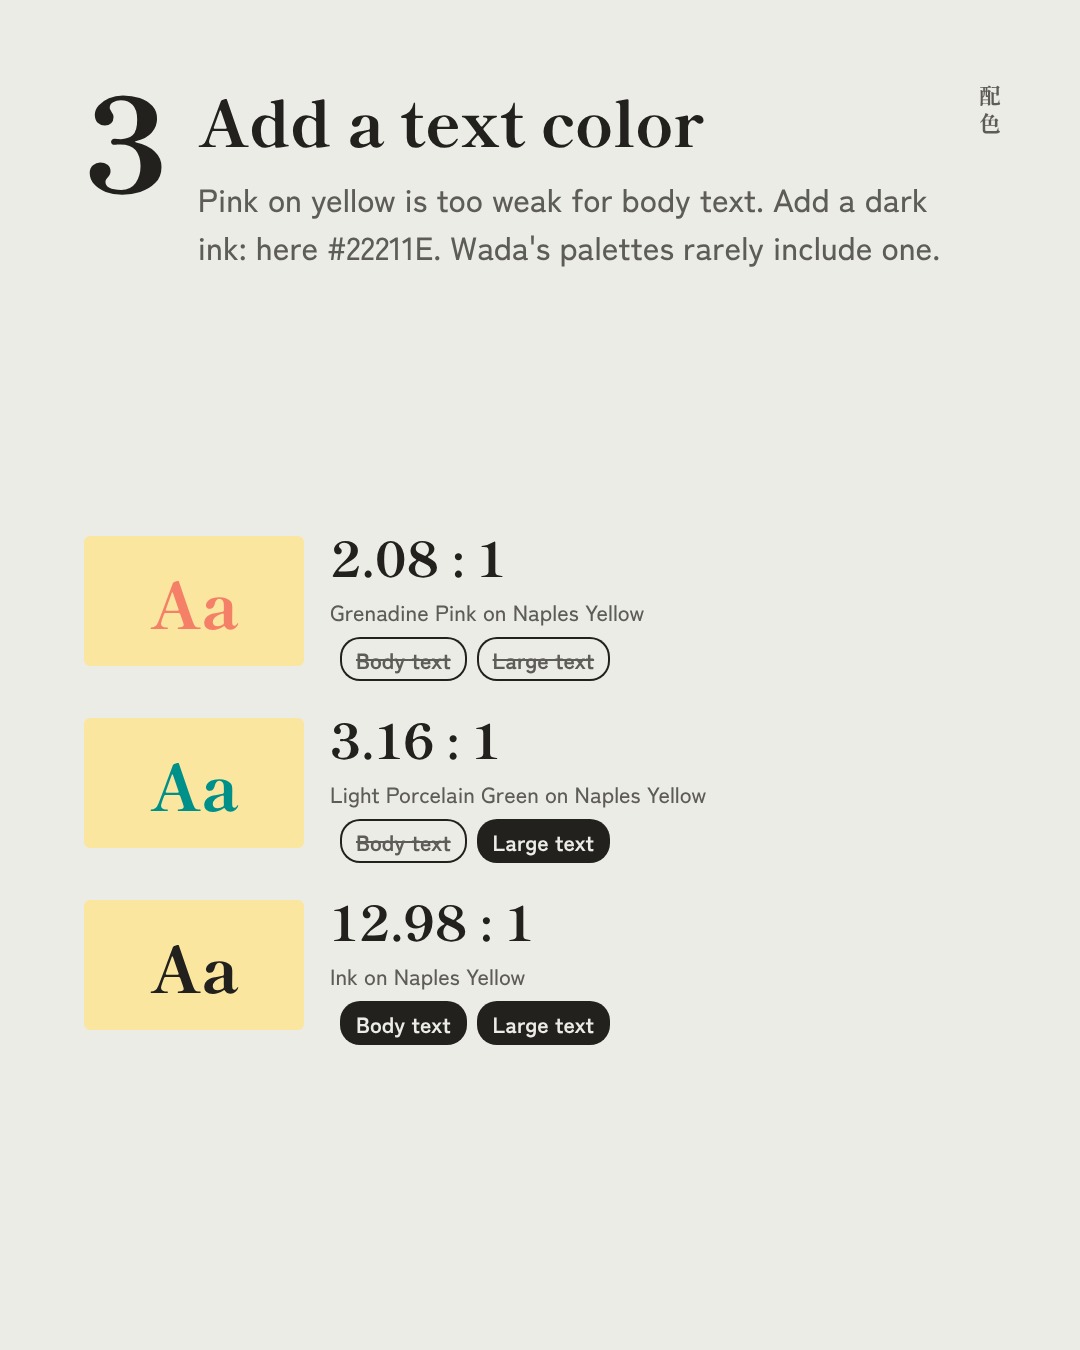 3
Add a text color
配色
Pink on yellow is too weak for body text. Add a dark
ink: here #22211E. Wada's palettes rarely include one.
Aa
2.08 : 1
Grenadine Pink on Naples Yellow
Body text
Large text
Aa
3.16 : 1
Light Porcelain Green on Naples Yellow
Body text
Large text
Aa
12.98 : 1
Ink on Naples Yellow
Body text
Large text